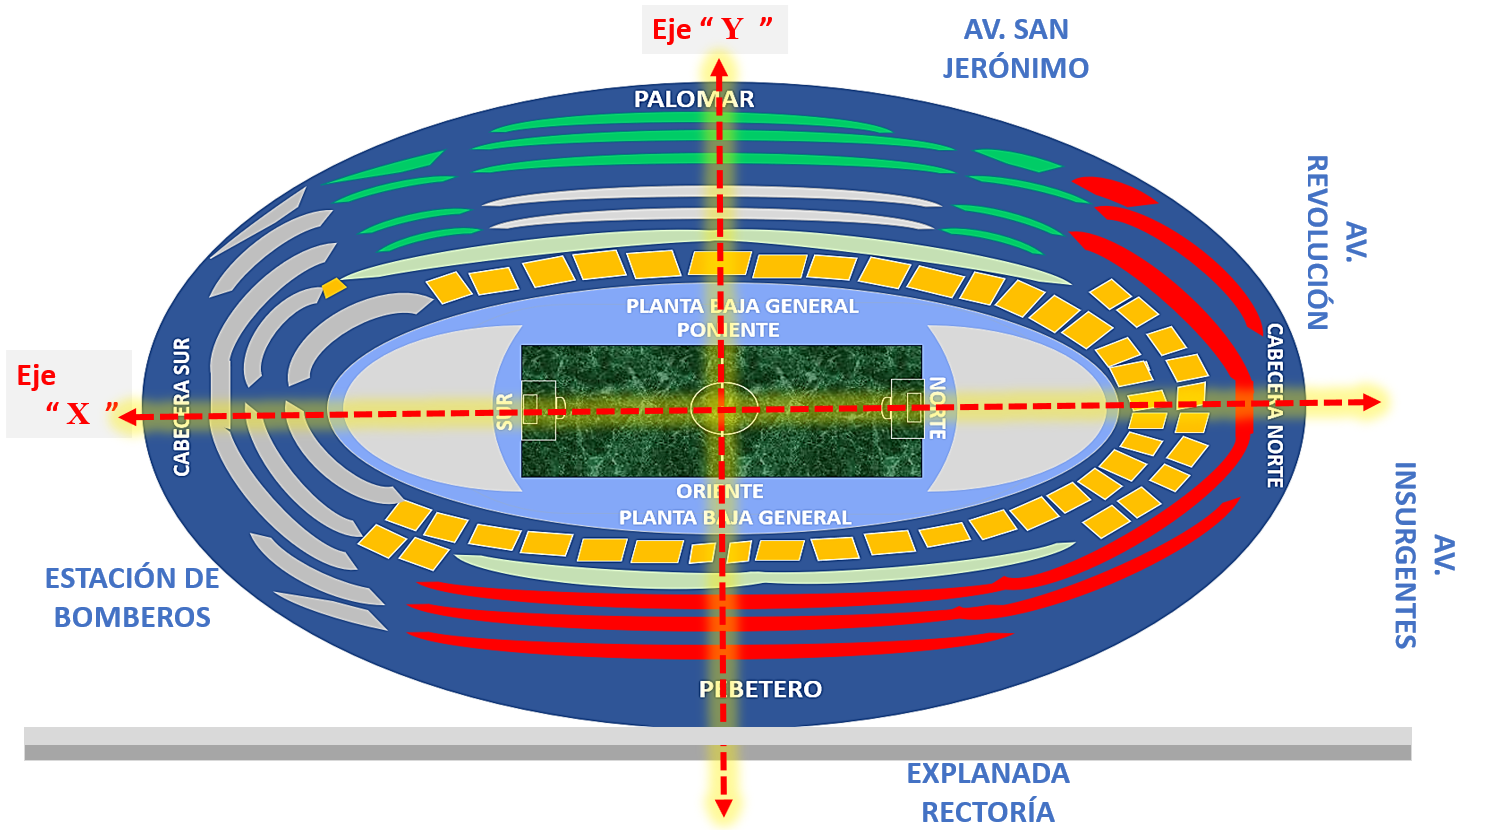 Eje “ Y ”
AV. SAN
JERÓNIMO
PALOMAR
AV.
REVOLUCIÓN
PLANTA BAJA GENERAL
PONIENTE
Eje
“ X ”
CABECERA SUR
SUR
NORTE
CABECERA NORTE
ORIENTE
PLANTA BAJA GENERAL
AV.
INSURGENTES
ESTACIÓN DE
BOMBEROS
PEBETERO
EXPLANADA
RECTORÍA